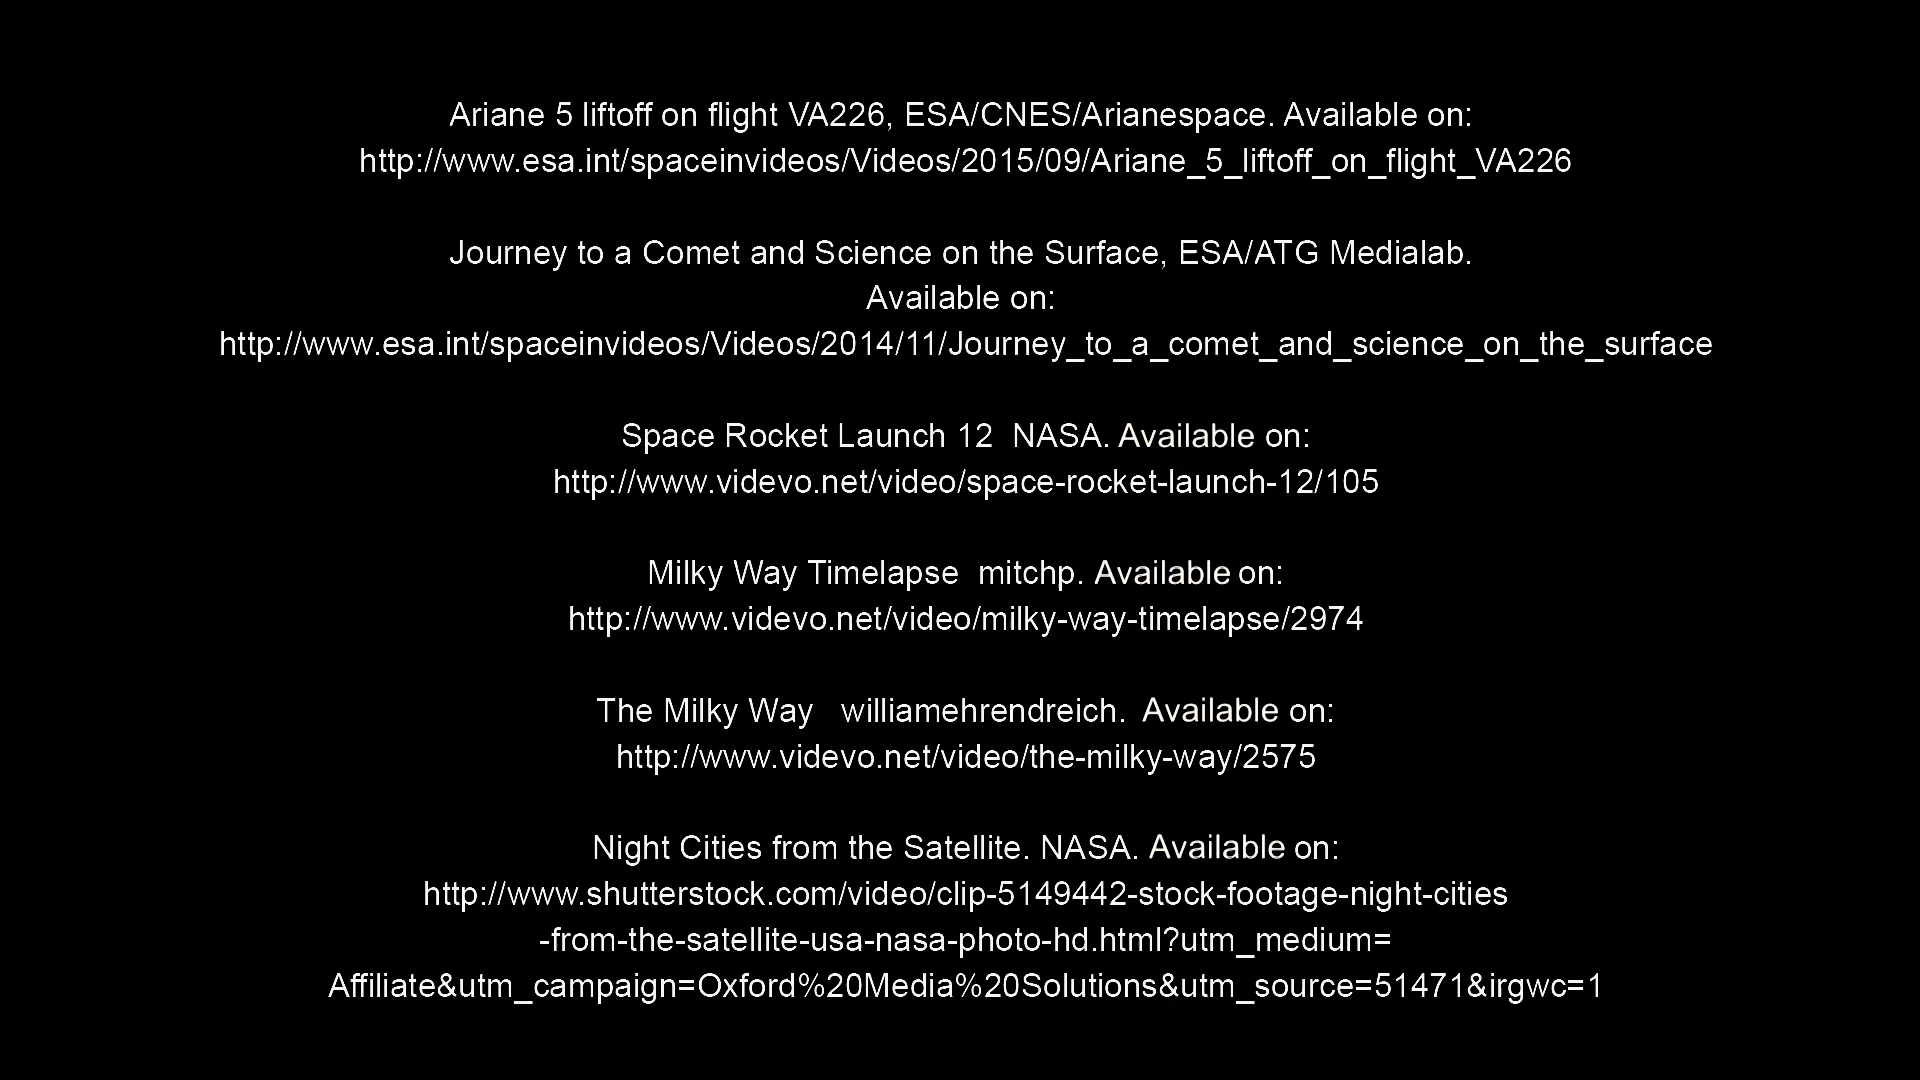 Ariane 5 liftoff on flight VA226, ESA/CNES/Arianespace. Available on:
http://www.esa.int/spaceinvideos/Videos/2015/09/Ariane_5_liftoff_on_flight_VA226
Journey to a Comet and Science on the Surface, ESA/ATG Medialab.
Available on:
http://www.esa.int/spaceinvideos/Videos/2014/11/Journey_to_a_comet_and_science_on_the_surface
Space Rocket Launch 12  NASA. Available on:
http://www.videvo.net/video/space-rocket-launch-12/105
Milky Way Timelapse  mitchp. Available on:
http://www.videvo.net/video/milky-way-timelapse/2974
The Milky Way   williamehrendreich.  Available on:
http://www.videvo.net/video/the-milky-way/2575
Night Cities from the Satellite. NASA. Available on:
http://www.shutterstock.com/video/clip-5149442-stock-footage-night-cities
-from-the-satellite-usa-nasa-photo-hd.html?utm_medium=
Affiliate&utm_campaign=Oxford%20Media%20Solutions&utm_source=51471&irgwc=1